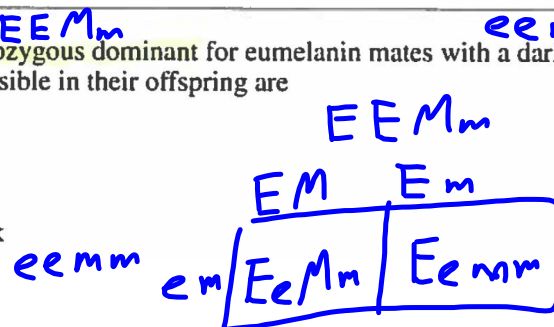 EEMm ee
ozygous dominant for eumelanin mates with a dar
sible in their offspring are
EEMm
EM Em
eemm em EeMm Eemm